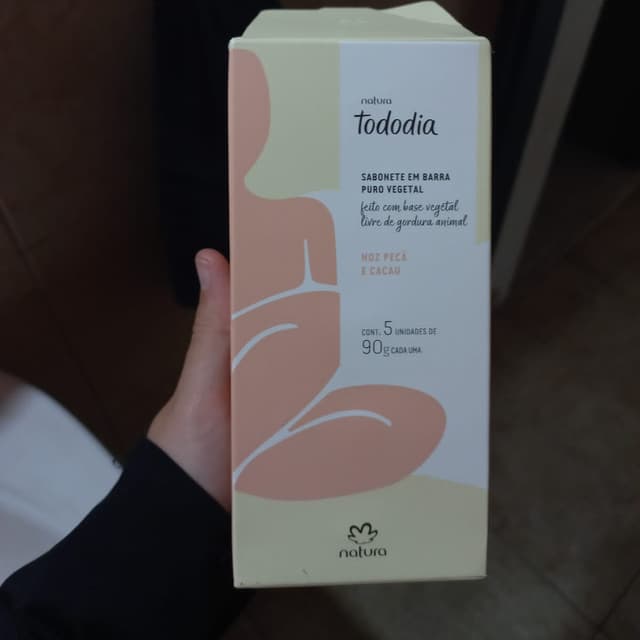 natura
Tododia
SABONETE EM BARRA
PURO VEGETAL
feito com base vegetal
livre de gordura animal
NOZ PECÃ
E CACAU
CONT. 5 UNIDADES DE
90g CADA UMA
natura